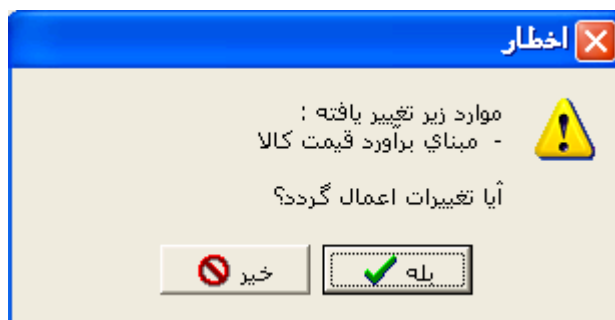 اخطار
موارد زیر تغییر یافته :
- مبناي برآورد قیمت کالا
آیا تغییرات اعمال گردد؟
بله
خیر